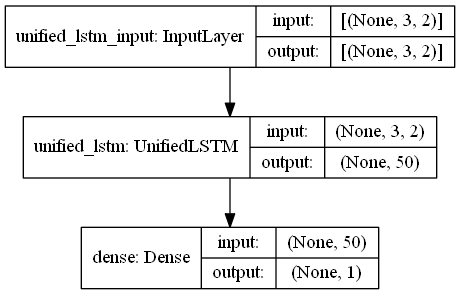 unified_lstm_input: InputLayer
input: [(None, 3, 2)]
output: [(None, 3, 2)]
unified_lstm: UnifiedLSTM
input: (None, 3, 2)
output: (None, 50)
dense: Dense
input: (None, 50)
output: (None, 1)